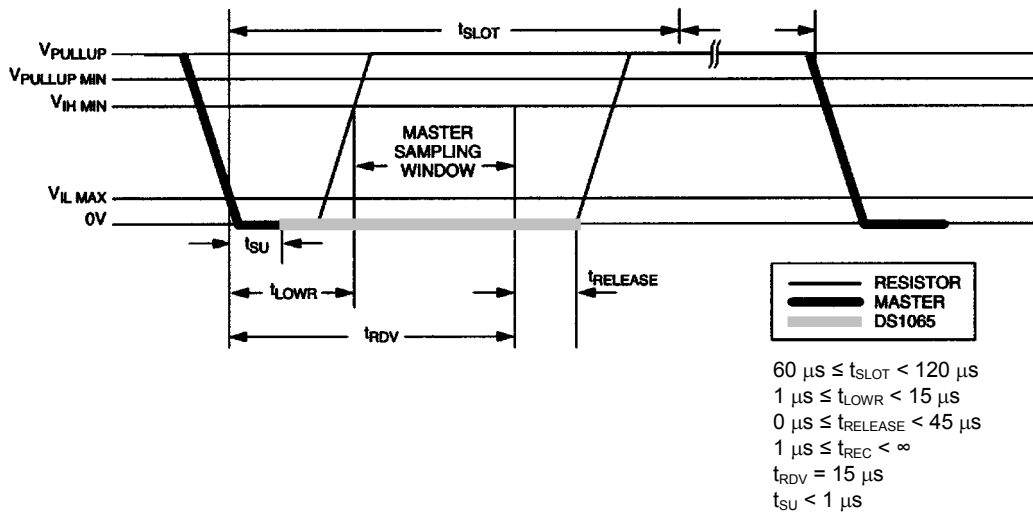 tSLOT
VPULLUP
VPULLUP MIN
VIH MIN
MASTER
SAMPLING
WINDOW
VIL MAX
0V
tSU
tRELEASE
tLOWR
tRDV
RESISTOR
MASTER
DS1065
60 μs ≤ tSLOT < 120 μs
1 μs ≤ tLOWR < 15 μs
0 μs ≤ tRELEASE < 45 μs
1 μs ≤ tREC < ∞
tRDV = 15 μs
tSU < 1 μs